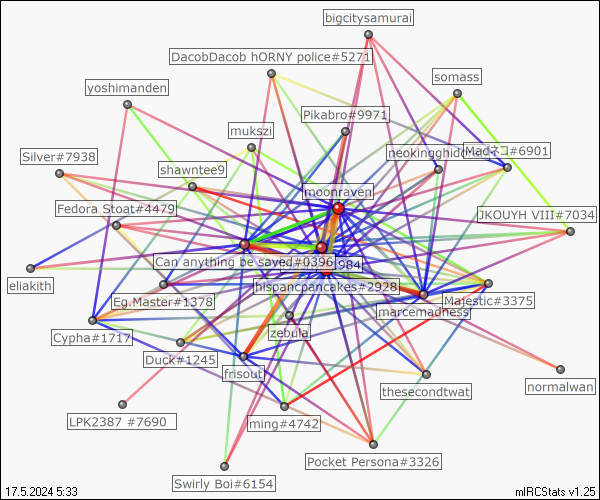 bigcitysamurai
DacobDacob hORNY police#5271
somass
yoshimanden
Pikabro#9971
mukszi
neokingghido
Madネコ#6901
Silver#7938
shawntee9
moonraven
Fedora Stoat#4479
JKOUYH VIII#7034
Can anything be saved#0396
984
eliakith
hispancpancakes#2928
Eg.Master#1378
Majestic#3375
marcemadness
Cypha#1717
zebula
Duck#1245
frisout
thesecondtwat
normalwan
LPK2387 #7690
ming#4742
Pocket Persona#3326
Swirly Boi#6154
17.5.2024 5:33
mIRCStats v1.25